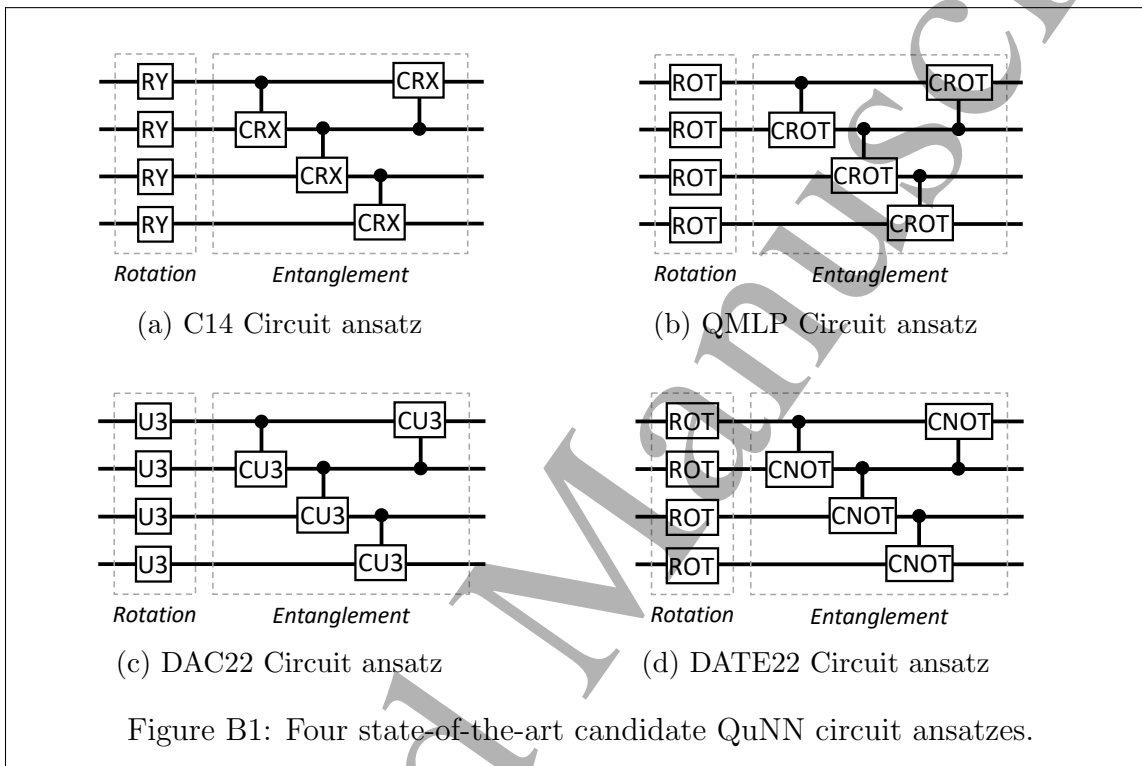 RY CRX
RY CRX
RY CRX
RY CRX
Rotation Entanglement
(a) C14 Circuit ansatz
ROT CROT
ROT CROT
ROT CROT
ROT CROT
Rotation Entanglement
(b) QMLP Circuit ansatz
U3 CU3
U3 CU3
U3 CU3
U3 CU3
Rotation Entanglement
(c) DAC22 Circuit ansatz
ROT CNOT
ROT CNOT
ROT CNOT
ROT CNOT
Rotation Entanglement
(d) DATE22 Circuit ansatz
Figure B1: Four state-of-the-art candidate QuNN circuit ansatzes.